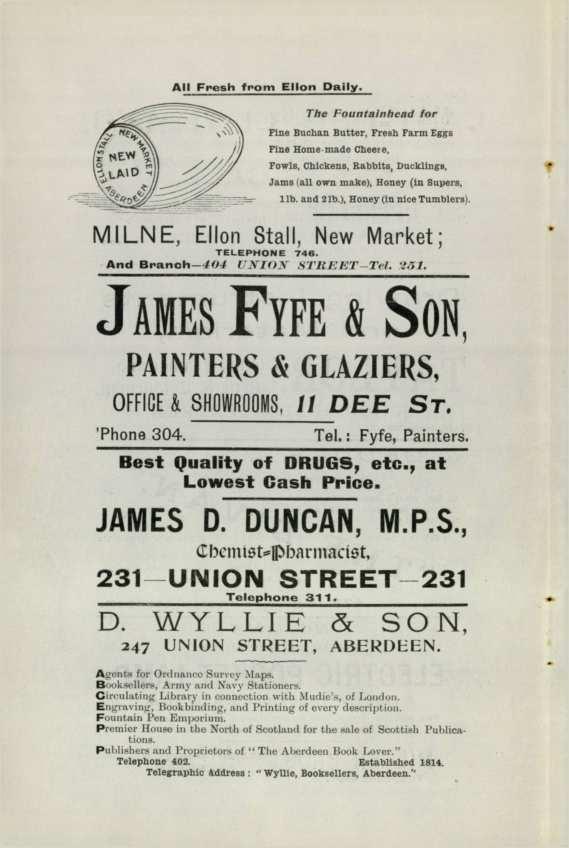 All Fresh from Ellon Daily.
ELLON STALL NEW MARKET
NEW
LAID
ABERDEEN
The Fountainhead for
Fine Buchan Butter, Fresh Farm Eggs
Fine Home-made Cheere,
Fowls, Chickens, Rabbits, Ducklings,
Jams (all own make), Honey (in Supers,
1lb. and 2lb.), Honey (in nice Tumblers).
MILNE, Ellon Stall, New Market;
TELEPHONE 746.
And Branch—404 UNION STREET—Tel. 251.
JAMES FYFE & SON,
PAINTERS & GLAZIERS,
OFFICE & SHOWROOMS, 11 DEE ST.
'Phone 304. Tel.: Fyfe, Painters.
Best Quality of DRUGS, etc., at
Lowest Cash Price.
JAMES D. DUNCAN, M.P.S.,
Chemist=Pharmacist,
231—UNION STREET—231
Telephone 311.
D. WYLLIE & SON,
247 UNION STREET, ABERDEEN.
Agents for Ordnance Survey Maps.
Booksellers, Army and Navy Stationers.
Circulating Library in connection with Mudie's, of London.
Engraving, Bookbinding, and Printing of every description.
Fountain Pen Emporium.
Premier House in the North of Scotland for the sale of Scottish Publica-
tions.
Publishers and Proprietors of "The Aberdeen Book Lover."
Telephone 402. Established 1814.
Telegraphic Address: "Wyllie, Booksellers, Aberdeen."